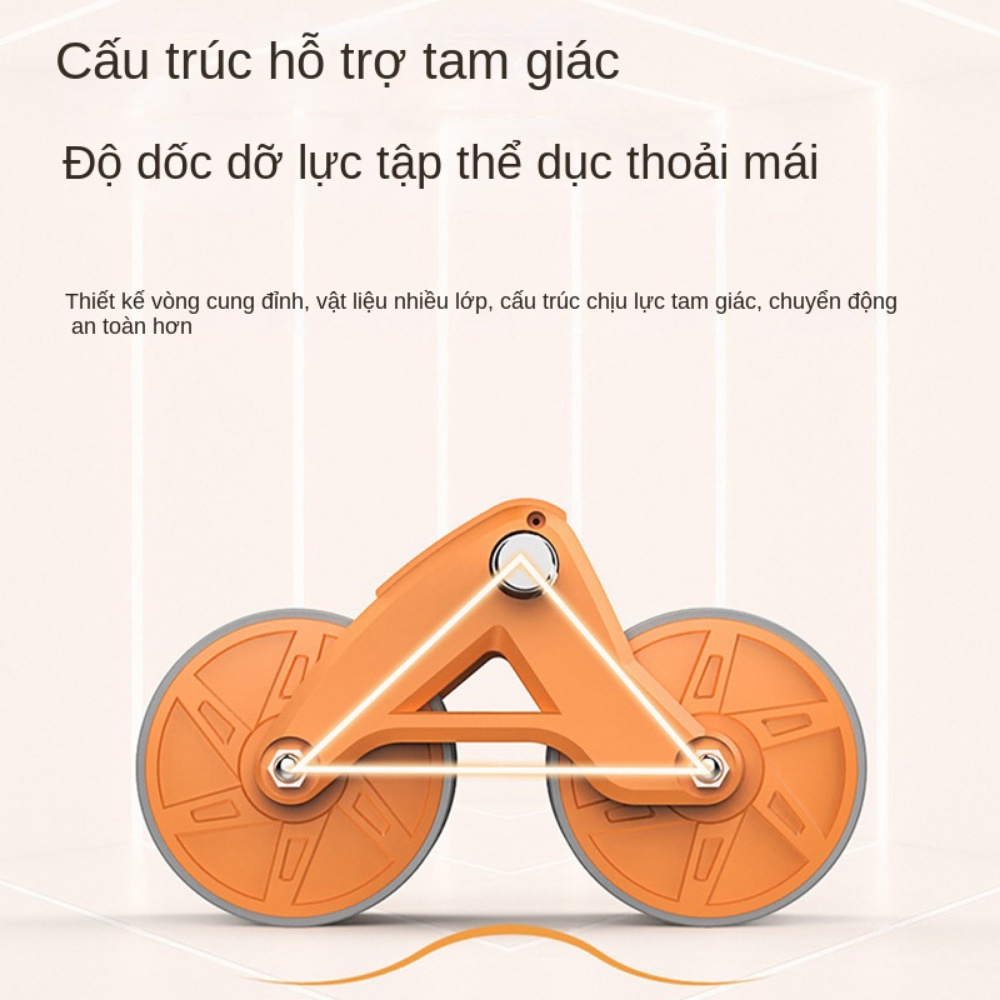 Cấu trúc hỗ trợ tam giác
Độ dốc dỡ lực tập thể dục thoải mái
Thiết kế vòng cung đỉnh, vật liệu nhiều lớp, cấu trúc chịu lực tam giác, chuyển động
an toàn hơn